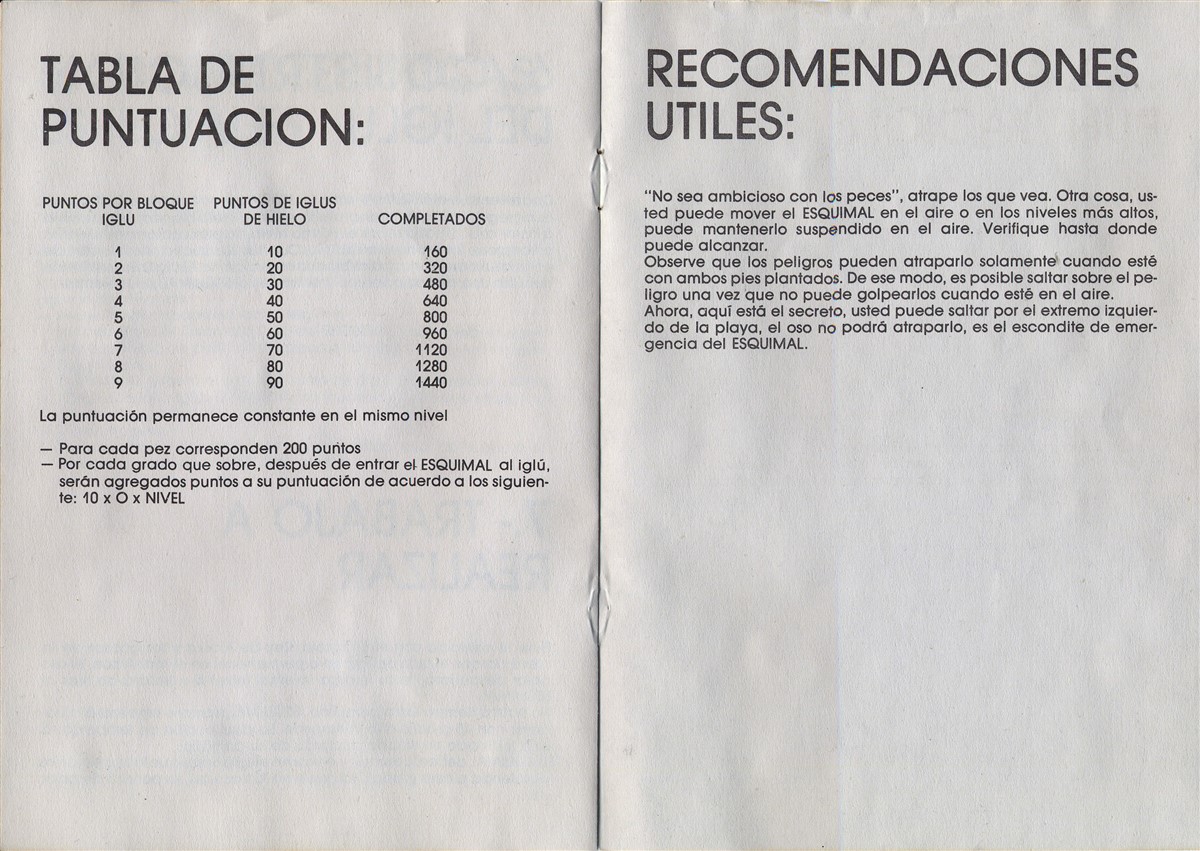 TABLA DE
PUNTUACION:
PUNTOS POR BLOQUE PUNTOS DE IGLUS
IGLU DE HIELO COMPLETADOS
1 10 160
2 20 320
3 30 480
4 40 640
5 50 800
6 60 960
7 70 1120
8 80 1280
9 90 1440
La puntuación permanece constante en el mismo nivel
— Para cada pez corresponden 200 puntos
— Por cada grado que sobre, después de entrar el ESQUIMAL al iglú,
serán agregados puntos a su puntuación de acuerdo a los siguien-
te: 10 x O x NIVEL
RECOMENDACIONES
UTILES:
"No sea ambicioso con los peces", atrape los que vea. Otra cosa, us-
ted puede mover el ESQUIMAL en el aire o en los niveles más altos,
puede mantenerlo suspendido en el aire. Verifique hasta donde
puede alcanzar.
Observe que los peligros pueden atraparlo solamente cuando esté
con ambos pies plantados. De ese modo, es posible saltar sobre el pe-
ligro una vez que no puede golpearlos cuando esté en el aire.
Ahora, aquí está el secreto, usted puede saltar por el extremo izquier-
do de la playa, el oso no podrá atraparlo, es el escondite de emer-
gencia del ESQUIMAL.